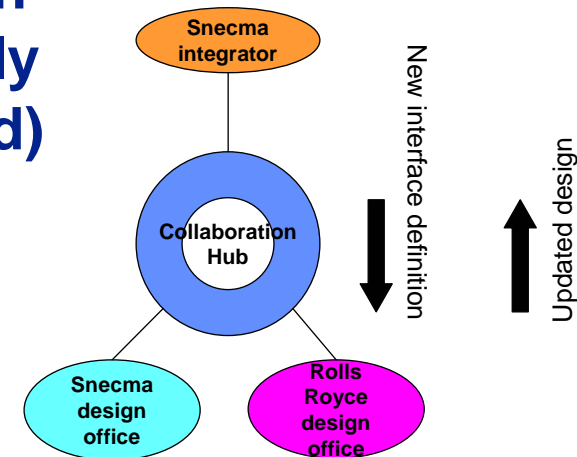 d)
Snecma
integrator
Collaboration
Hub
Snecma
design
office
Rolls
Royce
design
office
New interface definition
Updated design